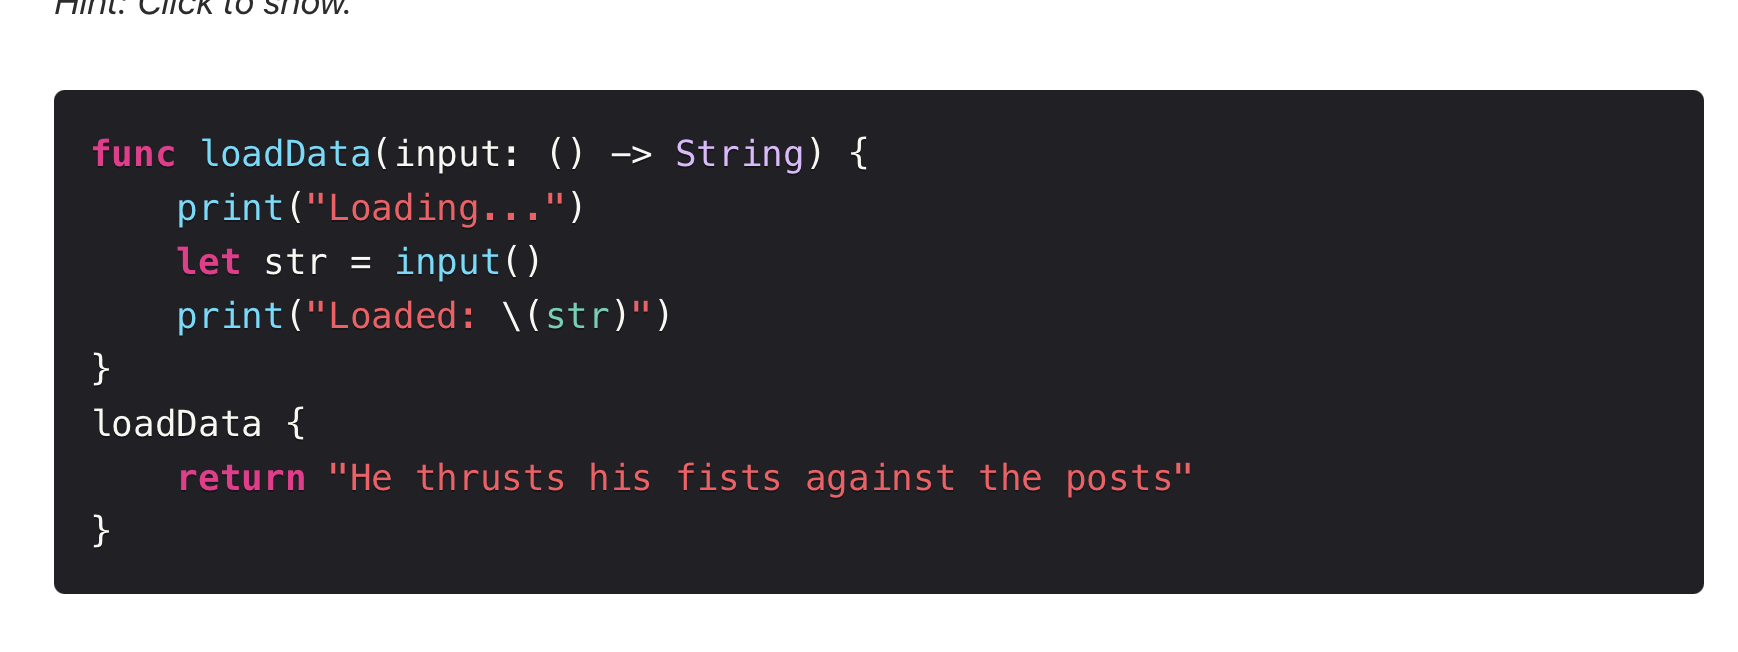 Hint: Click to show.
func loadData(input: () -> String) {
    print("Loading...")
    let str = input()
    print("Loaded: \(str)")
}
loadData {
    return "He thrusts his fists against the posts"
}